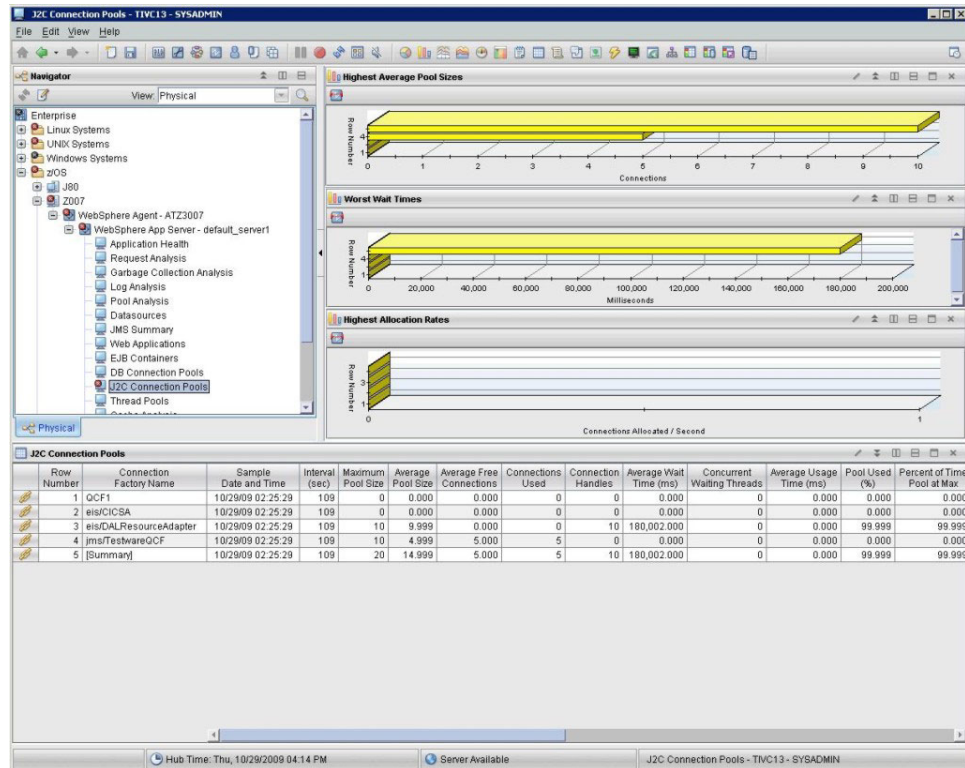 J2C Connection Pools - TIVC13 - SYSADMIN
File Edit View Help
Navigator
View: Physical
Enterprise
Linux Systems
UNIX Systems
Windows Systems
z/OS
J80
Z007
WebSphere Agent - ATZ3007
WebSphere App Server - default_server1
Application Health
Request Analysis
Garbage Collection Analysis
Log Analysis
Pool Analysis
Datasources
JMS Summary
Web Applications
EJB Containers
DB Connection Pools
J2C Connection Pools
Thread Pools
Physical
Highest Average Pool Sizes
Row Number
4
1
0 1 2 3 4 5 6 7 8 9 10
Connections
Worst Wait Times
Row Number
4
1
0 20,000 40,000 60,000 80,000 100,000 120,000 140,000 160,000 180,000 200,000
Milliseconds
Highest Allocation Rates
Row Number
3
1
0 1
Connections Allocated / Second
J2C Connection Pools
Row Number Connection Factory Name Sample Date and Time Interval (sec) Maximum Pool Size Average Pool Size Average Free Connections Connections Used Connection Handles Average Wait Time (ms) Concurrent Waiting Threads Average Usage Time (ms) Pool Used (%) Percent of Time Pool at Max
1 QCF1 10/29/09 02:25:29 109 0 0.000 0.000 0 0 0.000 0 0.000 0.000 0.000
2 eis/CICSA 10/29/09 02:25:29 109 0 0.000 0.000 0 0 0.000 0 0.000 0.000 0.000
3 eis/DALResourceAdapter 10/29/09 02:25:29 109 10 9.999 0.000 0 10 180,002.000 0 0.000 99.999 99.999
4 jms/TestwareQCF 10/29/09 02:25:29 109 10 4.999 5.000 5 0 0.000 0 0.000 0.000 0.000
5 [Summary] 10/29/09 02:25:29 109 20 14.999 5.000 5 10 180,002.000 0 0.000 99.999 99.999
Hub Time: Thu, 10/29/2009 04:14 PM
Server Available
J2C Connection Pools - TIVC13 - SYSADMIN